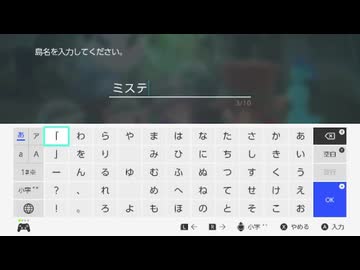 島名を入力してください。
ミステ
3/10
あ ア 「 わ ら や ま は な た さ か あ
a A 」 を り み ひ に ち し き い 空白
1#※ ー ん る ゆ む ふ ぬ つ す く う 改行
小字゛゜ ？ 、 れ め へ ね て せ け え OK
！ 。 ろ よ も ほ の と そ こ お
L ← R → 小字゛゜ X やめる A 入力